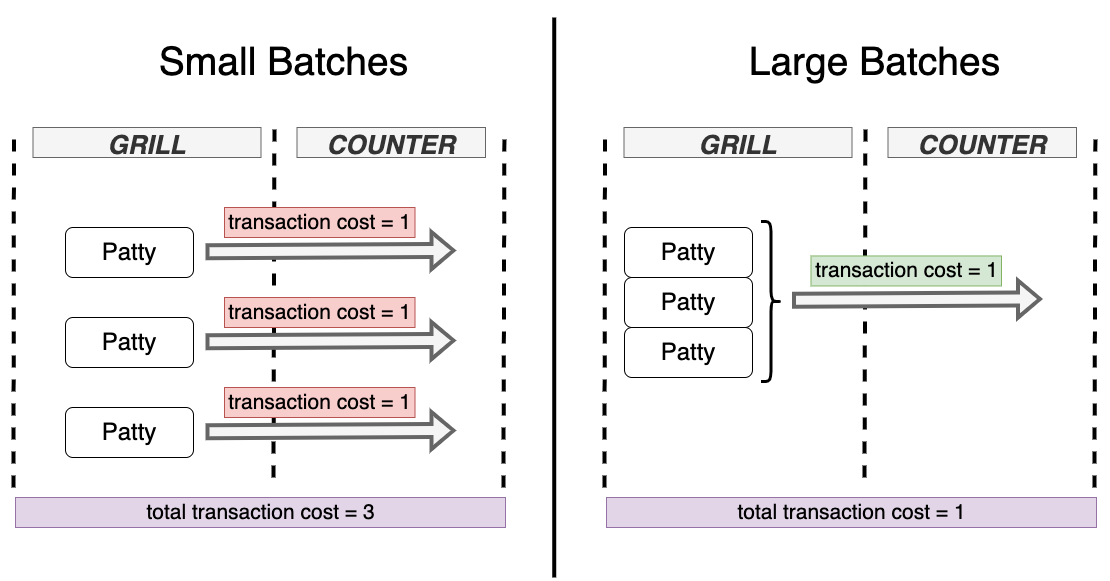 Small Batches
GRILL
COUNTER
transaction cost = 1
Patty
transaction cost = 1
Patty
transaction cost = 1
Patty
total transaction cost = 3
Large Batches
GRILL
COUNTER
Patty
transaction cost = 1
Patty
Patty
total transaction cost = 1